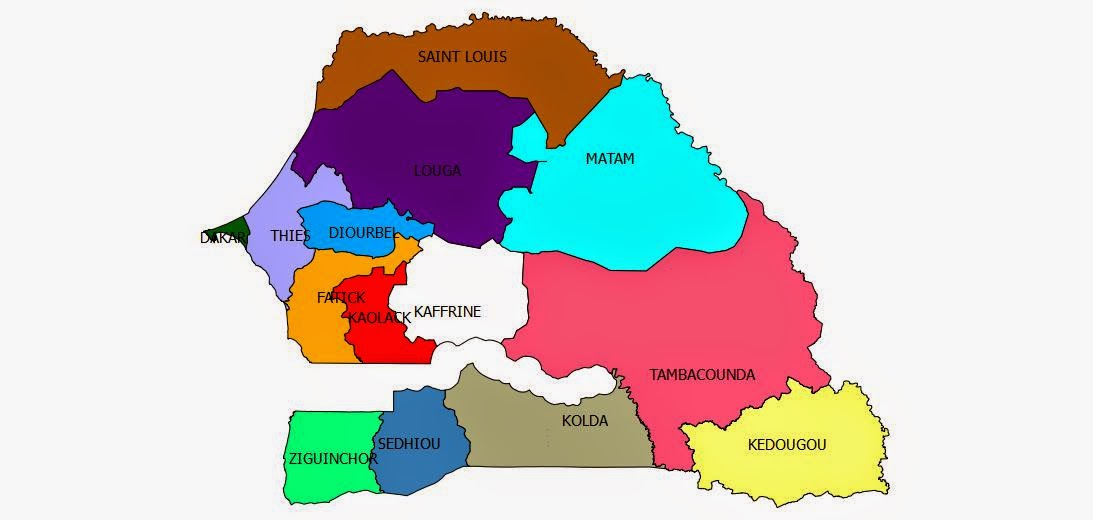 SAINT LOUIS
MATAM
LOUGA
DAKAR
THIES
DIOURBEL
FATICK
KAOLACK
KAFFRINE
TAMBACOUNDA
KOLDA
SEDHIOU
KEDOUGOU
ZIGUINCHOR